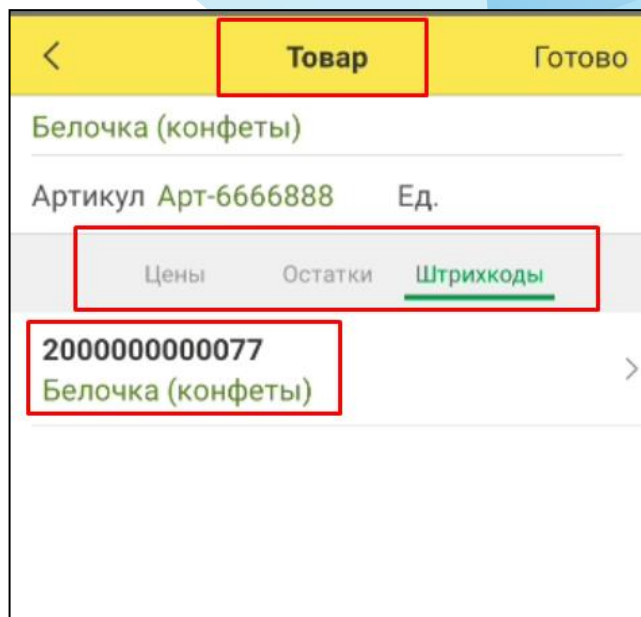 Товар Готово
Белочка (конфеты)
Артикул Арт-6666888 Ед.
Цены Остатки Штрихкоды
2000000000077
Белочка (конфеты)